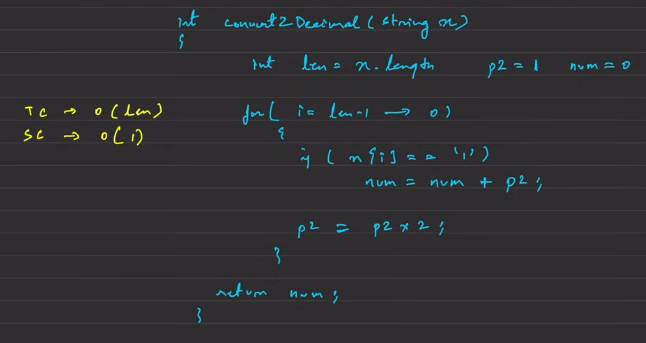 int convert2Decimal(string x)
{
int len = x.length p2 = 1 num = 0
TC → O(len)
SC → O(1)
for( i = len-1 → 0)
{
if ( x[i] == '1')
num = num + p2;
p2 = p2 x 2;
}
return num;
}